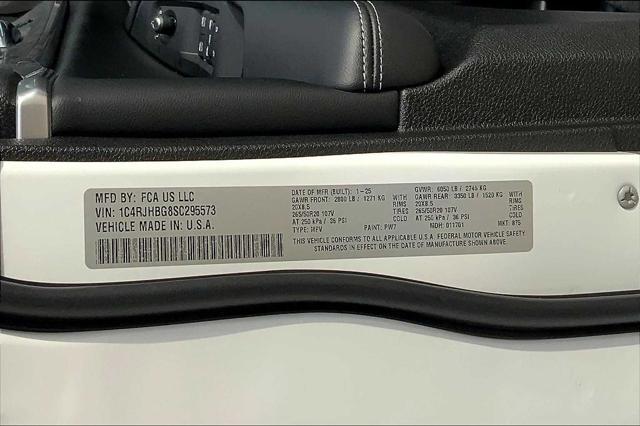 MFD BY: FCA US LLC
VIN: 1C4RJHBG8SC295573
VEHICLE MADE IN: U.S.A.
DATE OF MFR (BUILT): 1-25
GAWR FRONT: 2800 LB / 1271 KG WITH
20X8.5 RIMS
265/50R20 107V TIRES
AT 250 kPa / 36 PSI COLD
TYPE: MPV PAINT: PW7
GVWR: 6050 LB / 2745 KG
GAWR REAR: 3350 LB / 1520 KG WITH
20X8.5 RIMS
265/50R20 107V TIRES
AT 250 kPa / 36 PSI COLD
MDH: 011701 MKT: 875
THIS VEHICLE CONFORMS TO ALL APPLICABLE U.S.A. FEDERAL MOTOR VEHICLE SAFETY
STANDARDS IN EFFECT ON THE DATE OF MANUFACTURE SHOWN ABOVE